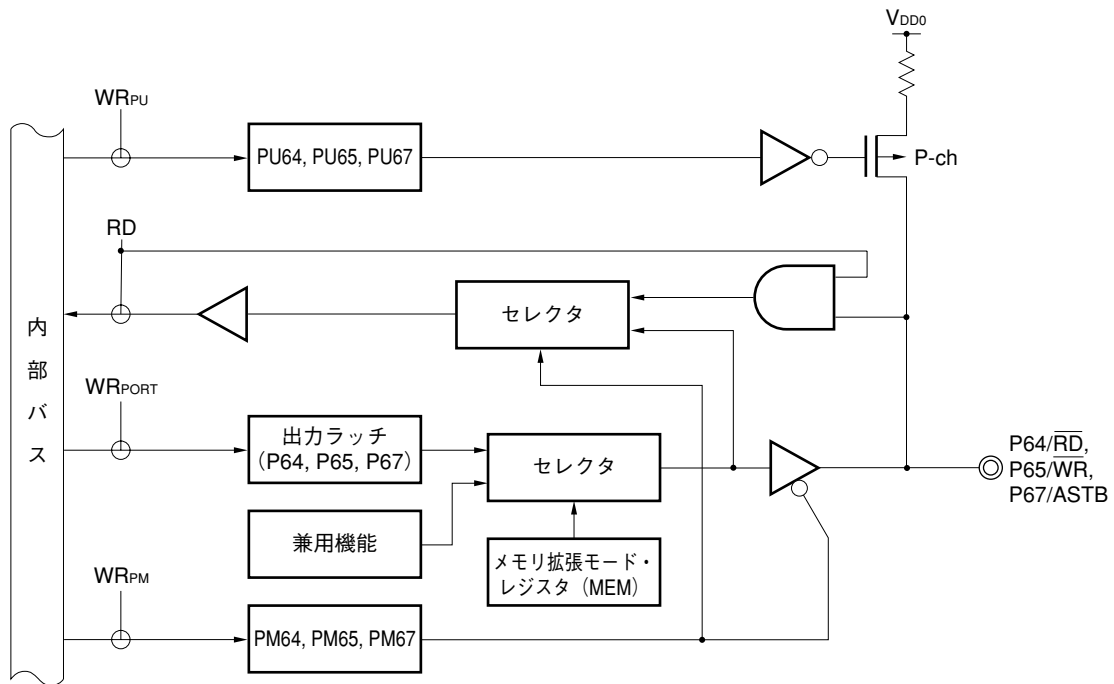 VDD0
WRPU
PU64, PU65, PU67
P-ch
RD
セレクタ
内部バス
WRPORT
出力ラッチ
(P64, P65, P67)
セレクタ
P64/RD,
P65/WR,
P67/ASTB
兼用機能
メモリ拡張モード・
レジスタ(MEM)
WRPM
PM64, PM65, PM67